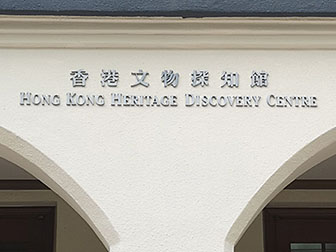 香港文物探知館
HONG KONG HERITAGE DISCOVERY CENTRE